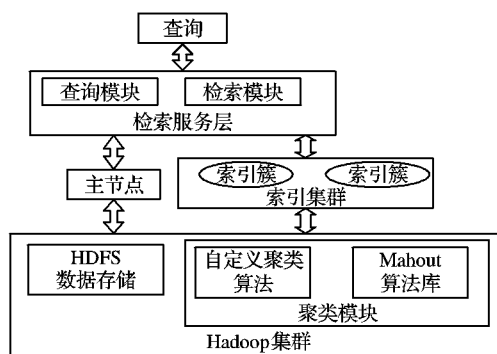 查询
查询模块
检索模块
检索服务层
主节点
索引簇
索引簇
索引集群
HDFS
数据存储
自定义聚类
算法
Mahout
算法库
聚类模块
Hadoop集群